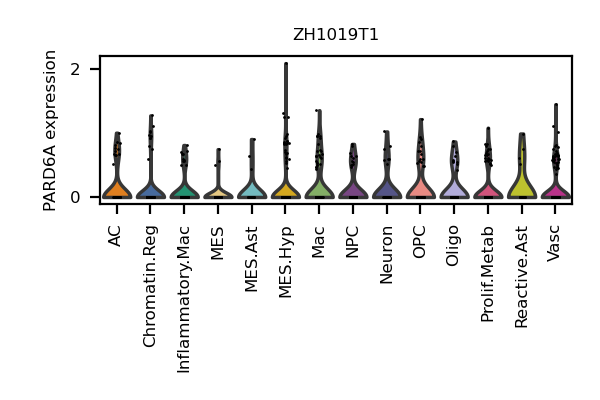 ZH1019T1
PARD6A expression
2
0
AC
Chromatin.Reg
Inflammatory.Mac
MES
MES.Ast
MES.Hyp
Mac
NPC
Neuron
OPC
Oligo
Prolif.Metab
Reactive.Ast
Vasc